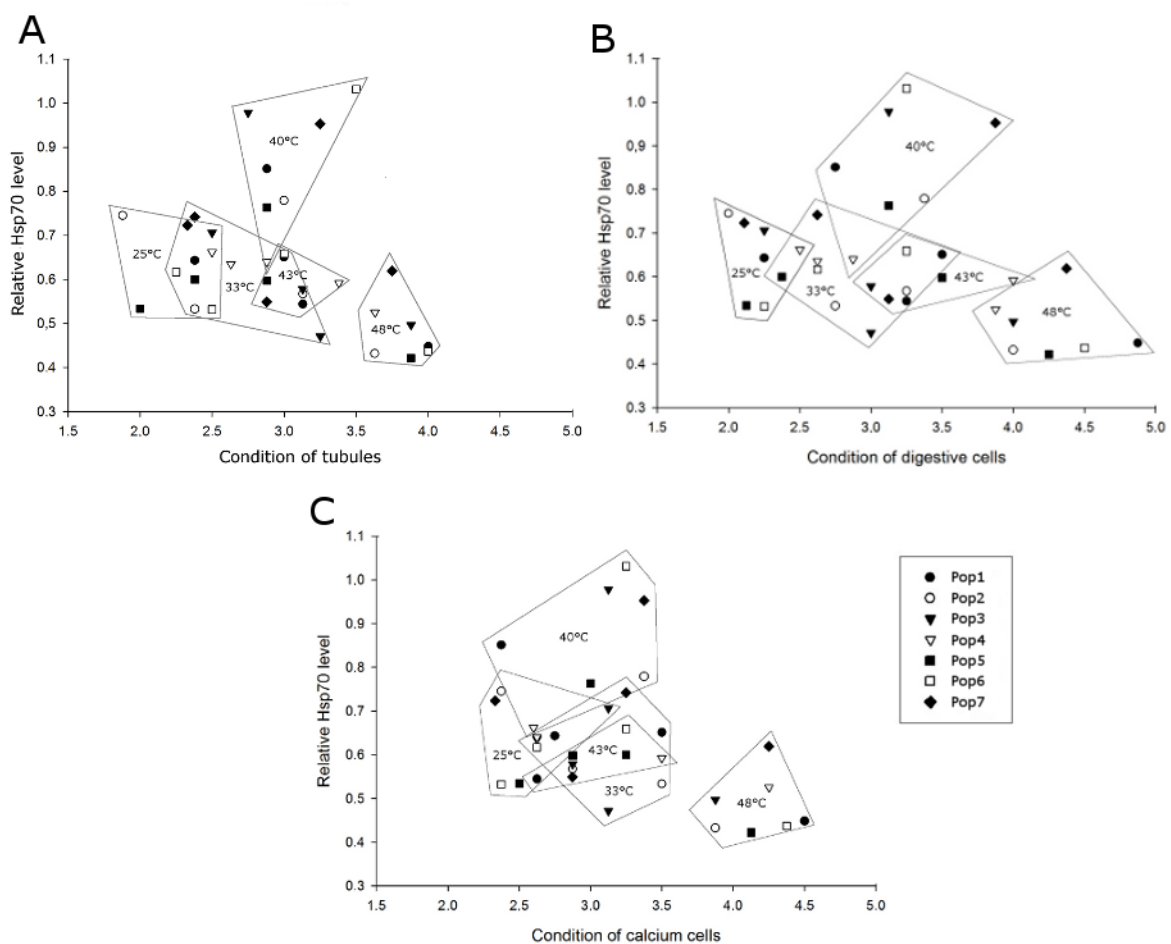 A
1.1
1.0
0.9
0.8
0.7
0.6
0.5
0.4
0.3
Relative Hsp70 level
40°C
25°C
33°C
43°C
48°C
1.5 2.0 2.5 3.0 3.5 4.0 4.5 5.0
Condition of tubules
B
1.1
1.0
0.9
0.8
0.7
0.6
0.5
0.4
0.3
Relative Hsp70 level
40°C
25°C
33°C
43°C
48°C
1.5 2.0 2.5 3.0 3.5 4.0 4.5 5.0
Condition of digestive cells
C
1.1
1.0
0.9
0.8
0.7
0.6
0.5
0.4
0.3
Relative Hsp70 level
40°C
25°C
43°C
33°C
48°C
1.5 2.0 2.5 3.0 3.5 4.0 4.5 5.0
Condition of calcium cells
Pop1
Pop2
Pop3
Pop4
Pop5
Pop6
Pop7